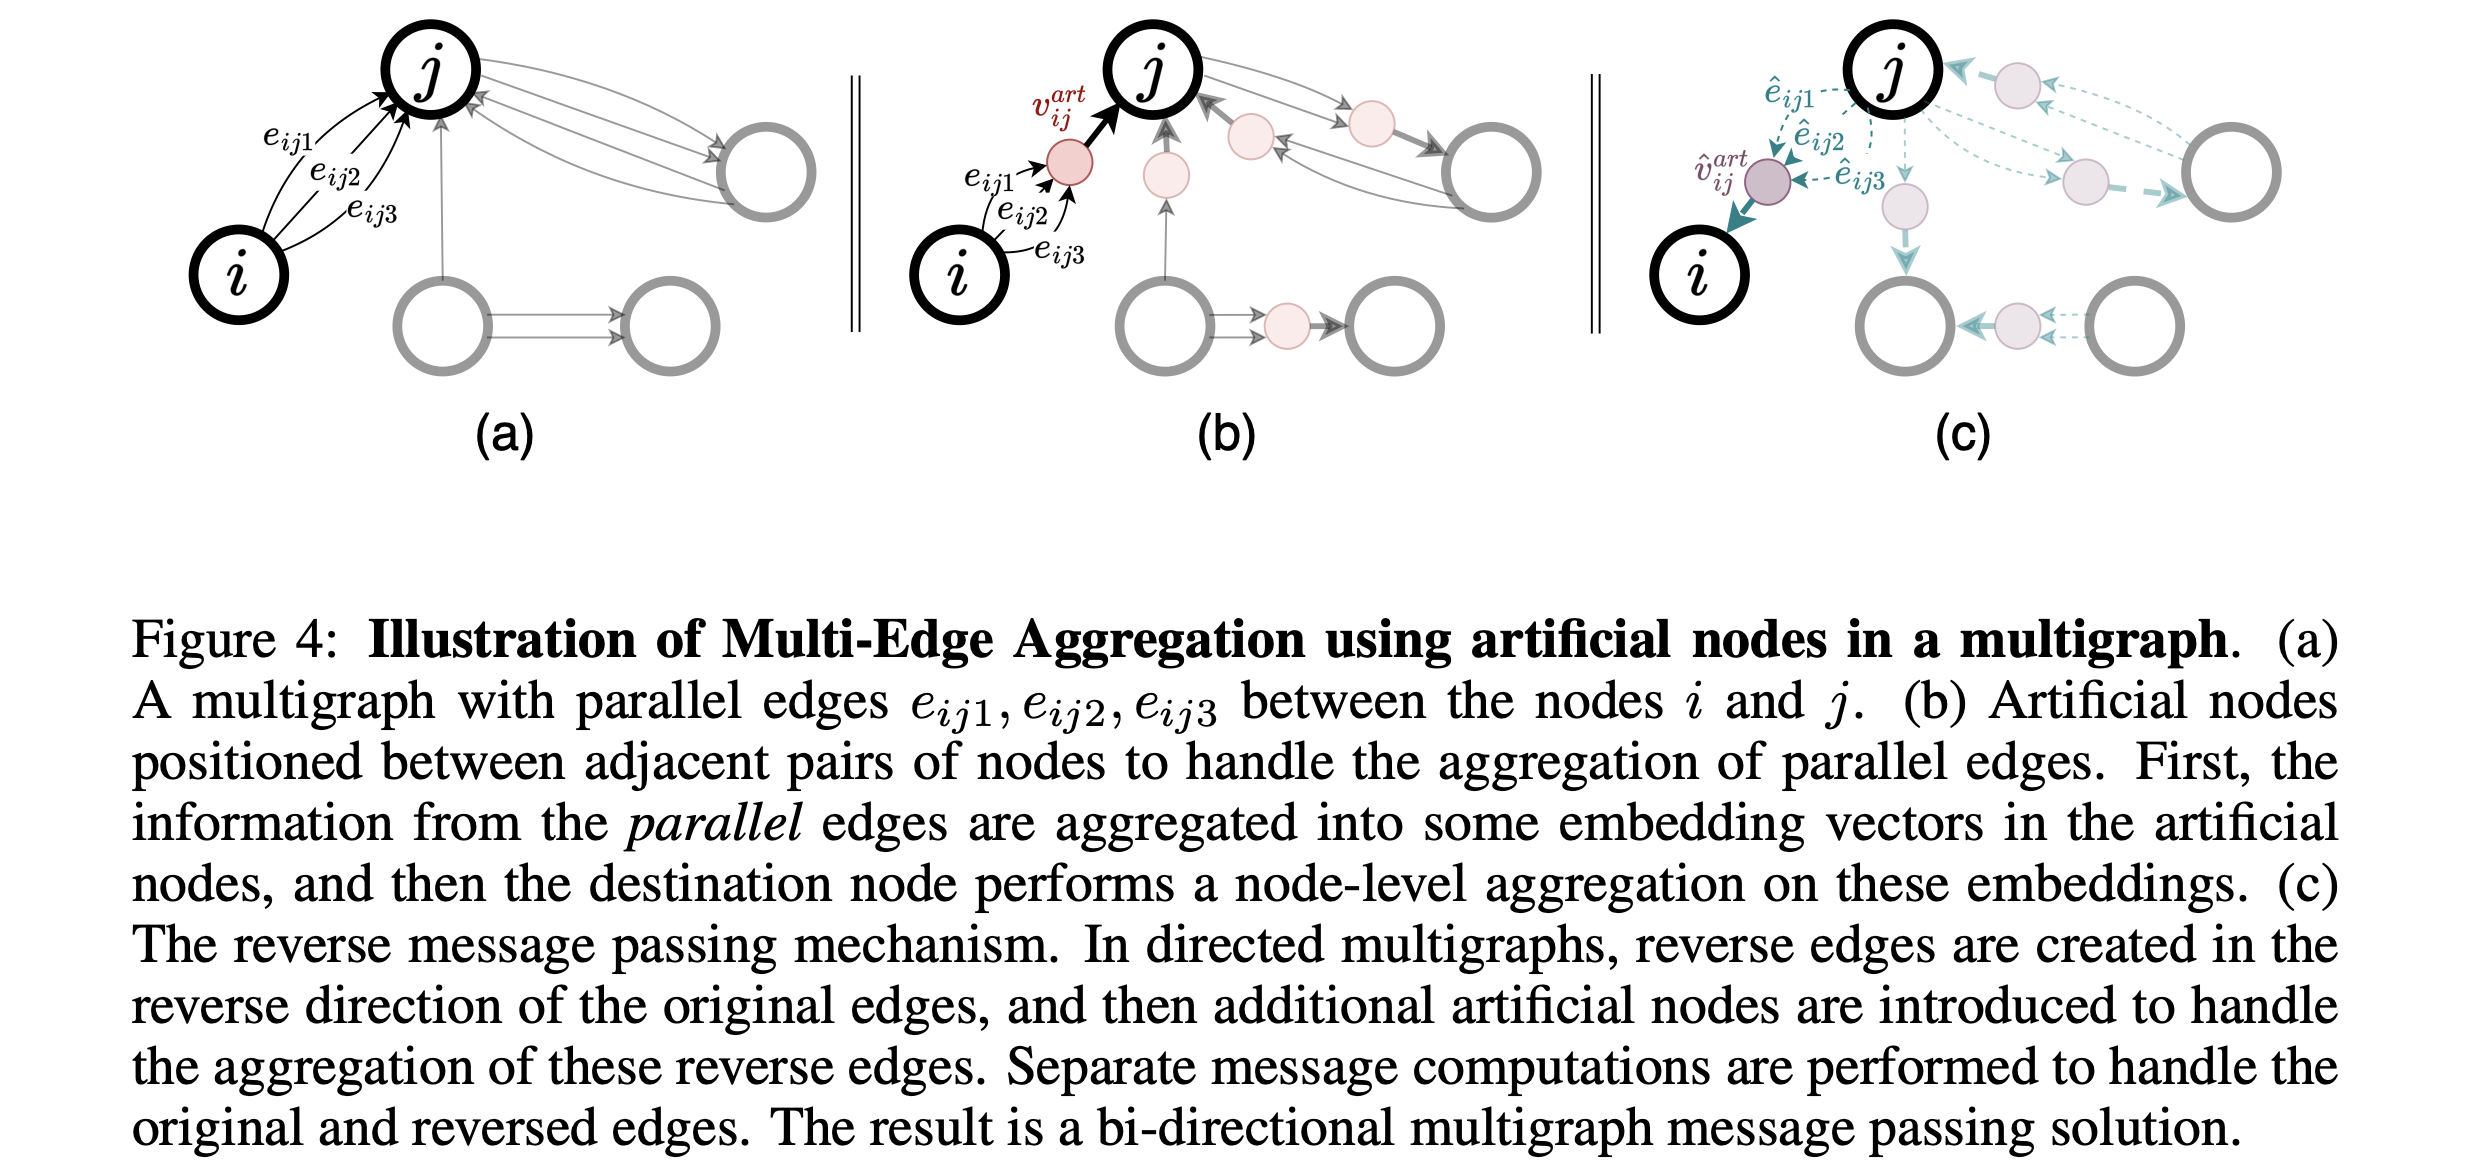 j
e_{ij1}
e_{ij2}
e_{ij3}
i
(a)
j
v_{ij}^{art}
e_{ij1}
e_{ij2}
e_{ij3}
i
(b)
j
ê_{ij1}
ê_{ij2}
v̂_{ij}^{art}
ê_{ij3}
i
(c)
Figure 4: Illustration of Multi-Edge Aggregation using artificial nodes in a multigraph. (a)
A multigraph with parallel edges e_{ij1}, e_{ij2}, e_{ij3} between the nodes i and j. (b) Artificial nodes
positioned between adjacent pairs of nodes to handle the aggregation of parallel edges. First, the
information from the parallel edges are aggregated into some embedding vectors in the artificial
nodes, and then the destination node performs a node-level aggregation on these embeddings. (c)
The reverse message passing mechanism. In directed multigraphs, reverse edges are created in the
reverse direction of the original edges, and then additional artificial nodes are introduced to handle
the aggregation of these reverse edges. Separate message computations are performed to handle the
original and reversed edges. The result is a bi-directional multigraph message passing solution.